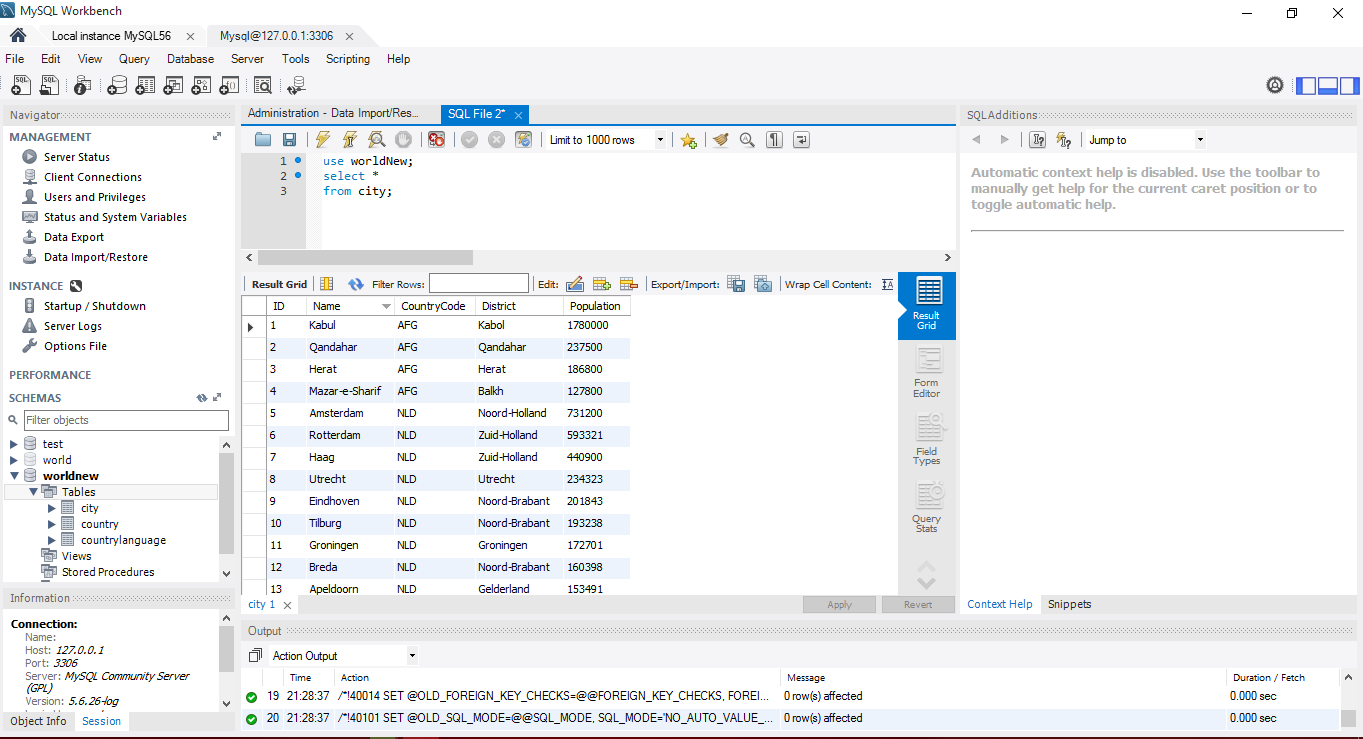 MySQL Workbench
Local instance MySQL56
Mysql@127.0.0.1:3306
File Edit View Query Database Server Tools Scripting Help
Navigator
MANAGEMENT
Server Status
Client Connections
Users and Privileges
Status and System Variables
Data Export
Data Import/Restore
INSTANCE
Startup / Shutdown
Server Logs
Options File
PERFORMANCE
SCHEMAS
Filter objects
test
world
worldnew
Tables
city
country
countrylanguage
Views
Stored Procedures
Information
Connection:
Name:
Host: 127.0.0.1
Port: 3306
Server: MySQL Community Server
(GPL)
Version: 5.6.26-log
Object Info Session
Administration - Data Import/Res...
SQL File 2*
Limit to 1000 rows
1 use worldNew;
2 select *
3 from city;
Result Grid Filter Rows: Edit: Export/Import: Wrap Cell Content:
ID Name CountryCode District Population
1 Kabul AFG Kabol 1780000
2 Qandahar AFG Qandahar 237500
3 Herat AFG Herat 186800
4 Mazar-e-Sharif AFG Balkh 127800
5 Amsterdam NLD Noord-Holland 731200
6 Rotterdam NLD Zuid-Holland 593321
7 Haag NLD Zuid-Holland 440900
8 Utrecht NLD Utrecht 234323
9 Eindhoven NLD Noord-Brabant 201843
10 Tilburg NLD Noord-Brabant 193238
11 Groningen NLD Groningen 172701
12 Breda NLD Noord-Brabant 160398
13 Apeldoorn NLD Gelderland 153491
Result
Grid
Form
Editor
Field
Types
Query
Stats
city 1
Apply Revert
SQLAdditions
Jump to
Automatic context help is disabled. Use the toolbar to
manually get help for the current caret position or to
toggle automatic help.
Context Help Snippets
Output
Action Output
Time Action Message Duration / Fetch
19 21:28:37 /*!40014 SET @OLD_FOREIGN_KEY_CHECKS=@@FOREIGN_KEY_CHECKS, FOREI... 0 row(s) affected 0.000 sec
20 21:28:37 /*!40101 SET @OLD_SQL_MODE=@@SQL_MODE, SQL_MODE='NO_AUTO_VALUE_... 0 row(s) affected 0.000 sec